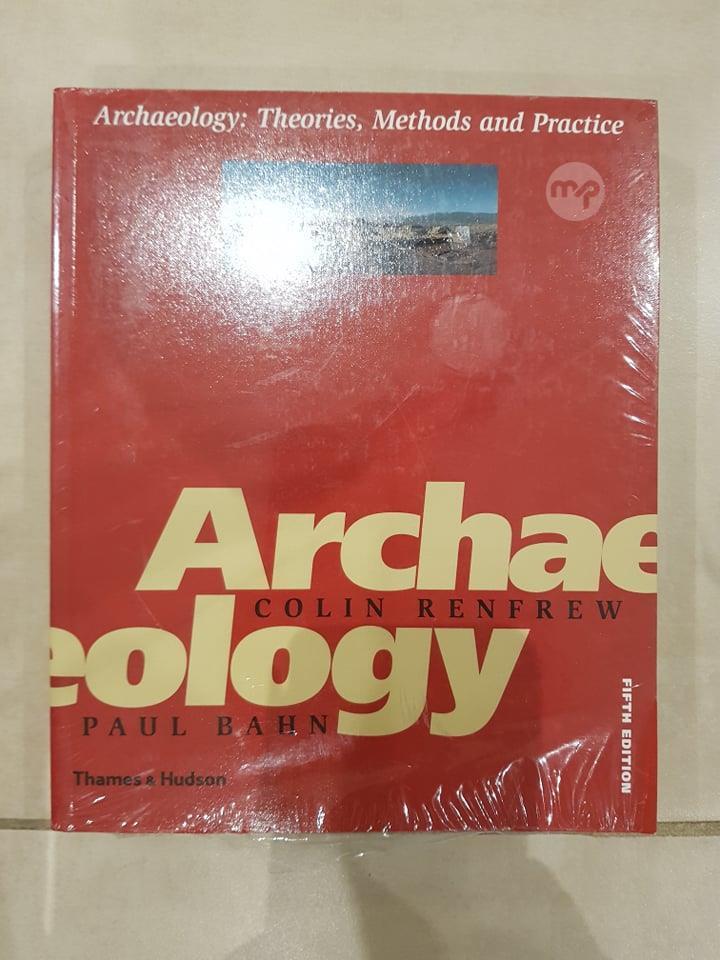 Archaeology: Theories, Methods and Practice
mp
Archae
COLIN RENFREW
eology
PAUL BAHN
Thames & Hudson
FIFTH EDITION